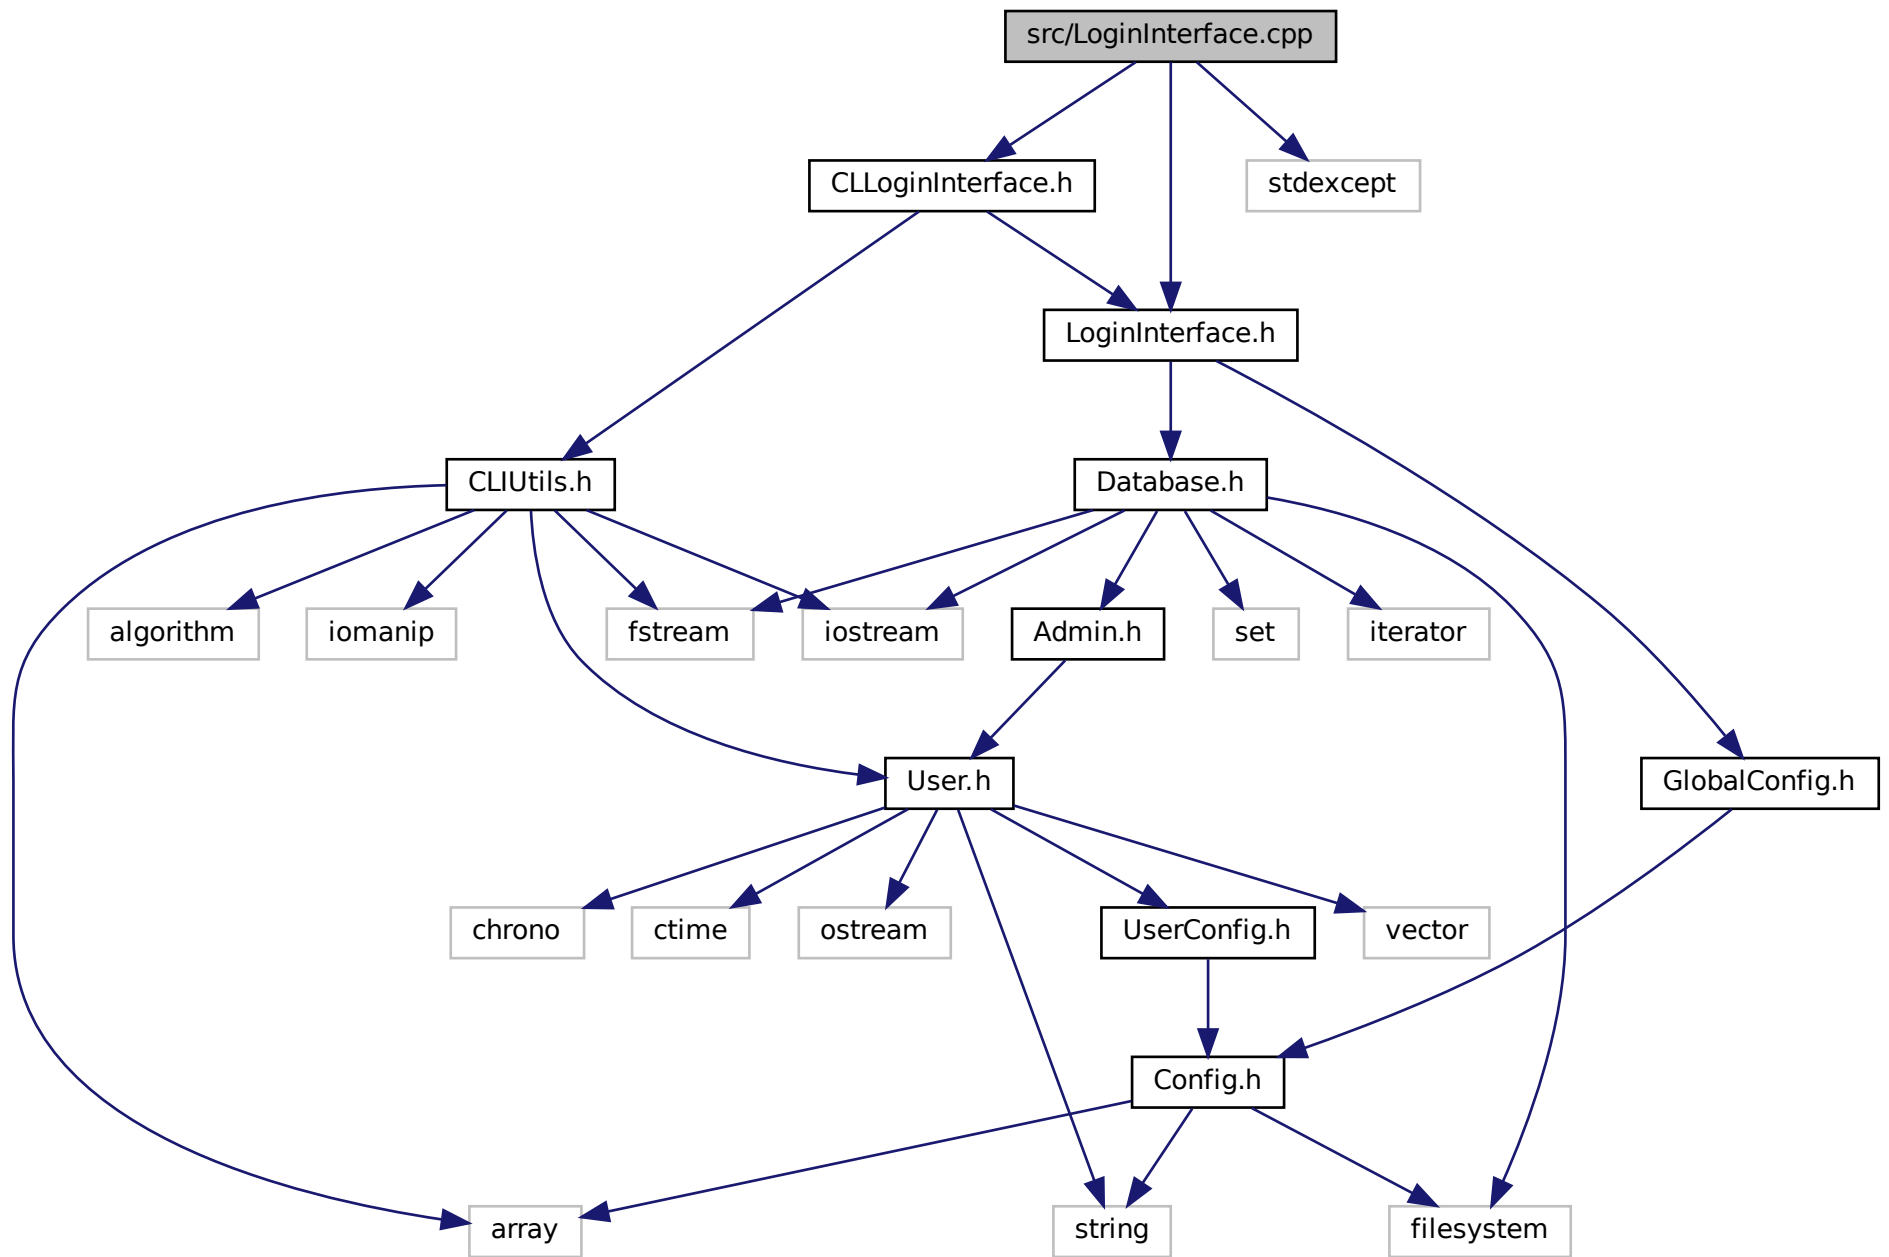 src/LoginInterface.cpp
CLLoginInterface.h
stdexcept
LoginInterface.h
CLIUtils.h
Database.h
algorithm
iomanip
fstream
iostream
Admin.h
set
iterator
User.h
GlobalConfig.h
chrono
ctime
ostream
UserConfig.h
vector
Config.h
array
string
filesystem